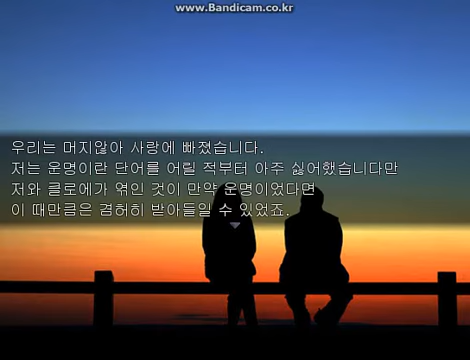 www.Bandicam.co.kr
우리는 머지않아 사랑에 빠졌습니다.
저는 운명이란 단어를 어릴 적부터 아주 싫어했습니다만
저와 클로에가 엮인 것이 만약 운명이었다면
이 때만큼은 겸허히 받아들일 수 있었죠.